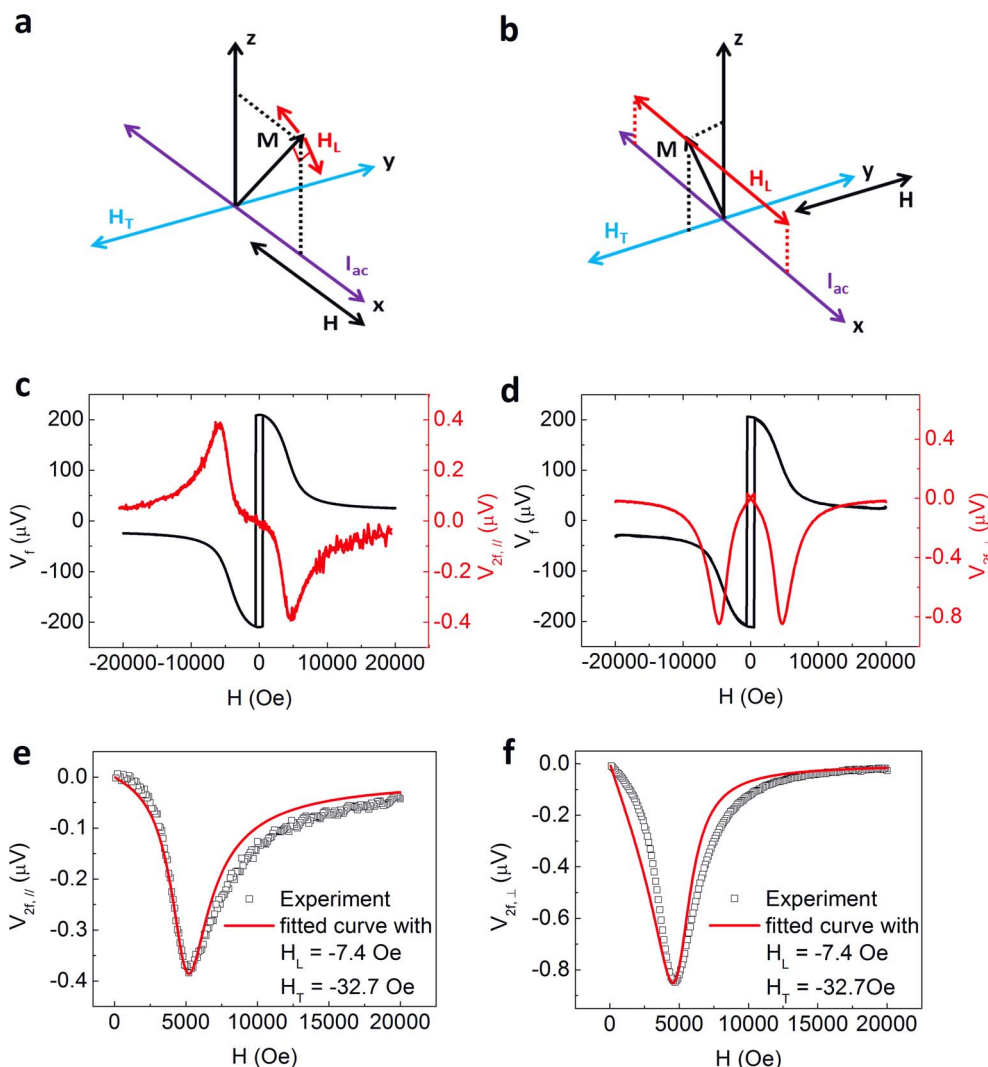 a
z
M
H_L
y
H_T
I_ac
x
H
b
z
M
y
H_L
H
H_T
I_ac
x
c
200
100
0
-100
-200
V_f (μV)
0.4
0.2
0.0
-0.2
-0.4
V_2f,// (μV)
-20000 -10000 0 10000 20000
H (Oe)
d
200
100
0
-100
-200
V_f (μV)
0.4
0.0
-0.4
-0.8
V_2f,⊥ (μV)
-20000 -10000 0 10000 20000
H (Oe)
e
0.0
-0.1
-0.2
-0.3
-0.4
V_2f,// (μV)
Experiment
fitted curve with
H_L = -7.4 Oe
H_T = -32.7 Oe
0 5000 10000 15000 20000
H (Oe)
f
0.0
-0.2
-0.4
-0.6
-0.8
V_2f,⊥ (μV)
Experiment
fitted curve with
H_L = -7.4 Oe
H_T = -32.7Oe
0 5000 10000 15000 20000
H (Oe)